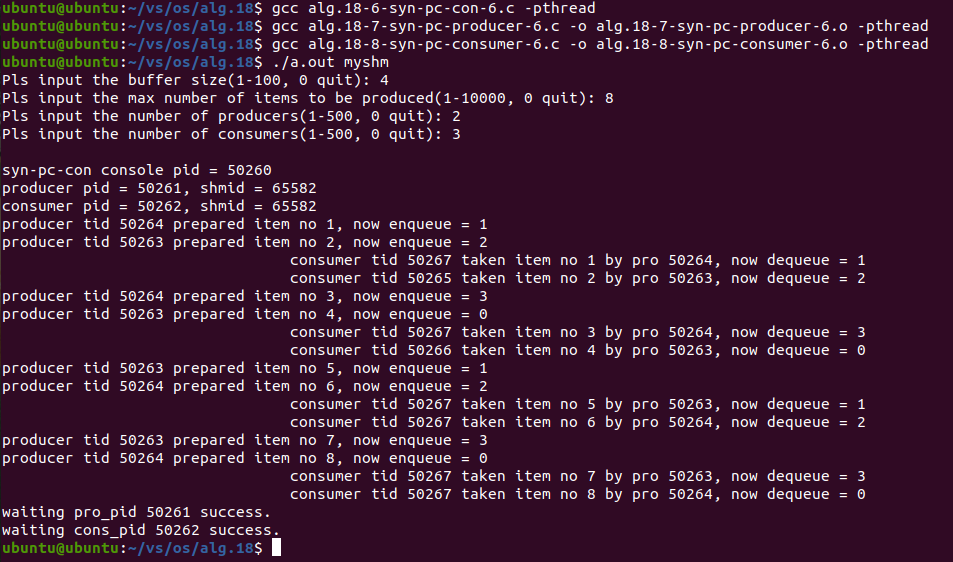 ubuntu@ubuntu:~/vs/os/alg.18$ gcc alg.18-6-syn-pc-con-6.c -pthread
ubuntu@ubuntu:~/vs/os/alg.18$ gcc alg.18-7-syn-pc-producer-6.c -o alg.18-7-syn-pc-producer-6.o -pthread
ubuntu@ubuntu:~/vs/os/alg.18$ gcc alg.18-8-syn-pc-consumer-6.c -o alg.18-8-syn-pc-consumer-6.o -pthread
ubuntu@ubuntu:~/vs/os/alg.18$ ./a.out myshm
Pls input the buffer size(1-100, 0 quit): 4
Pls input the max number of items to be produced(1-10000, 0 quit): 8
Pls input the number of producers(1-500, 0 quit): 2
Pls input the number of consumers(1-500, 0 quit): 3

syn-pc-con console pid = 50260
producer pid = 50261, shmid = 65582
consumer pid = 50262, shmid = 65582
producer tid 50264 prepared item no 1, now enqueue = 1
producer tid 50263 prepared item no 2, now enqueue = 2
                                consumer tid 50267 taken item no 1 by pro 50264, now dequeue = 1
                                consumer tid 50265 taken item no 2 by pro 50263, now dequeue = 2
producer tid 50264 prepared item no 3, now enqueue = 3
producer tid 50263 prepared item no 4, now enqueue = 0
                                consumer tid 50267 taken item no 3 by pro 50264, now dequeue = 3
                                consumer tid 50266 taken item no 4 by pro 50263, now dequeue = 0
producer tid 50263 prepared item no 5, now enqueue = 1
producer tid 50264 prepared item no 6, now enqueue = 2
                                consumer tid 50267 taken item no 5 by pro 50263, now dequeue = 1
                                consumer tid 50267 taken item no 6 by pro 50264, now dequeue = 2
producer tid 50263 prepared item no 7, now enqueue = 3
producer tid 50264 prepared item no 8, now enqueue = 0
                                consumer tid 50267 taken item no 7 by pro 50263, now dequeue = 3
                                consumer tid 50267 taken item no 8 by pro 50264, now dequeue = 0
waiting pro_pid 50261 success.
waiting cons_pid 50262 success.
ubuntu@ubuntu:~/vs/os/alg.18$